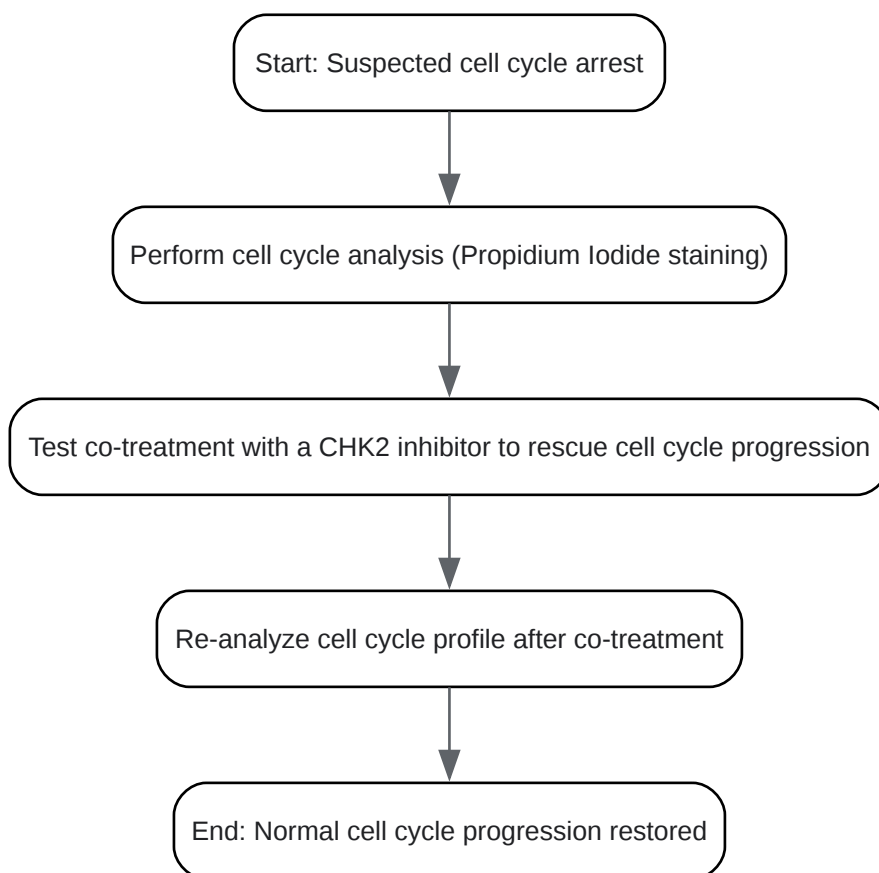 Start: Suspected cell cycle arrest
Perform cell cycle analysis (Propidium Iodide staining)
Test co-treatment with a CHK2 inhibitor to rescue cell cycle progression
Re-analyze cell cycle profile after co-treatment
End: Normal cell cycle progression restored